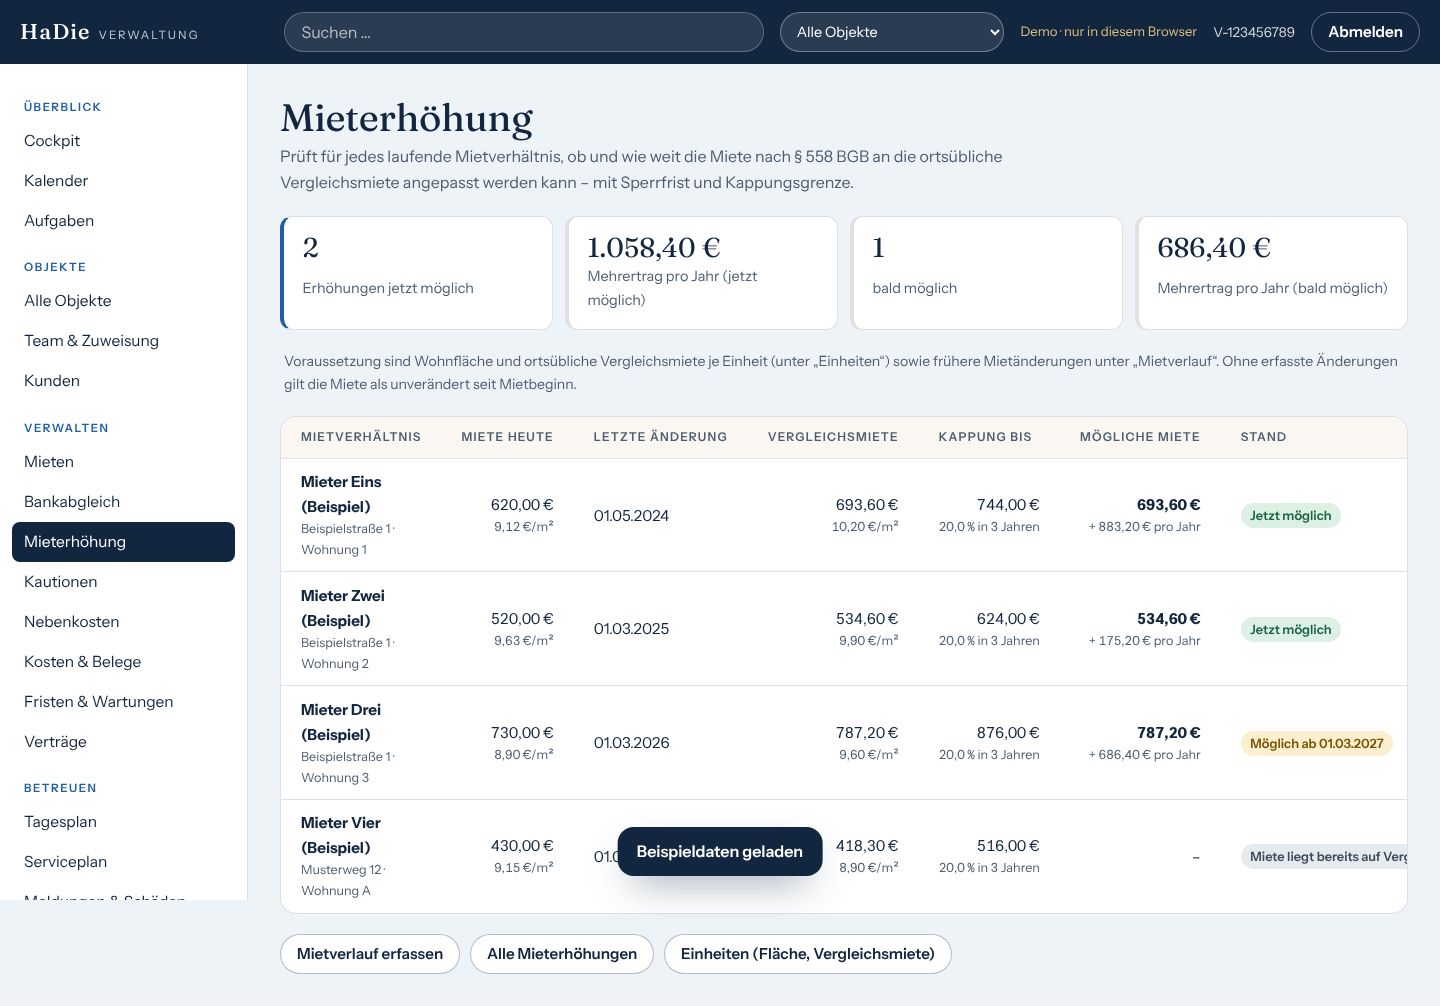 HaDie VERWALTUNG
Suchen ...
Alle Objekte
Demo · nur in diesem Browser
V-123456789
Abmelden
ÜBERBLICK
Cockpit
Kalender
Aufgaben
OBJEKTE
Alle Objekte
Team & Zuweisung
Kunden
VERWALTEN
Mieten
Bankabgleich
Mieterhöhung
Kautionen
Nebenkosten
Kosten & Belege
Fristen & Wartungen
Verträge
BETREUEN
Tagesplan
Serviceplan
Meldungen & Schäden
Mieterhöhung
Prüft für jedes laufende Mietverhältnis, ob und wie weit die Miete nach § 558 BGB an die ortsübliche
Vergleichsmiete angepasst werden kann – mit Sperrfrist und Kappungsgrenze.
2
Erhöhungen jetzt möglich
1.058,40 €
Mehrertrag pro Jahr (jetzt
möglich)
1
bald möglich
686,40 €
Mehrertrag pro Jahr (bald möglich)
Voraussetzung sind Wohnfläche und ortsübliche Vergleichsmiete je Einheit (unter „Einheiten“) sowie frühere Mietänderungen unter „Mietverlauf“. Ohne erfasste Änderungen
gilt die Miete als unverändert seit Mietbeginn.
MIETVERHÄLTNIS MIETE HEUTE LETZTE ÄNDERUNG VERGLEICHSMIETE KAPPUNG BIS MÖGLICHE MIETE STAND
Mieter Eins
(Beispiel)
Beispielstraße 1 ·
Wohnung 1
620,00 €
9,12 €/m²
01.05.2024
693,60 €
10,20 €/m²
744,00 €
20,0 % in 3 Jahren
693,60 €
+ 883,20 € pro Jahr
Jetzt möglich
Mieter Zwei
(Beispiel)
Beispielstraße 1 ·
Wohnung 2
520,00 €
9,63 €/m²
01.03.2025
534,60 €
9,90 €/m²
624,00 €
20,0 % in 3 Jahren
534,60 €
+ 175,20 € pro Jahr
Jetzt möglich
Mieter Drei
(Beispiel)
Beispielstraße 1 ·
Wohnung 3
730,00 €
8,90 €/m²
01.03.2026
787,20 €
9,60 €/m²
876,00 €
20,0 % in 3 Jahren
787,20 €
+ 686,40 € pro Jahr
Möglich ab 01.03.2027
Mieter Vier
(Beispiel)
Musterweg 12 ·
Wohnung A
430,00 €
9,15 €/m²
418,30 €
8,90 €/m²
516,00 €
20,0 % in 3 Jahren
–
Miete liegt bereits auf
Beispieldaten geladen
Mietverlauf erfassen
Alle Mieterhöhungen
Einheiten (Fläche, Vergleichsmiete)